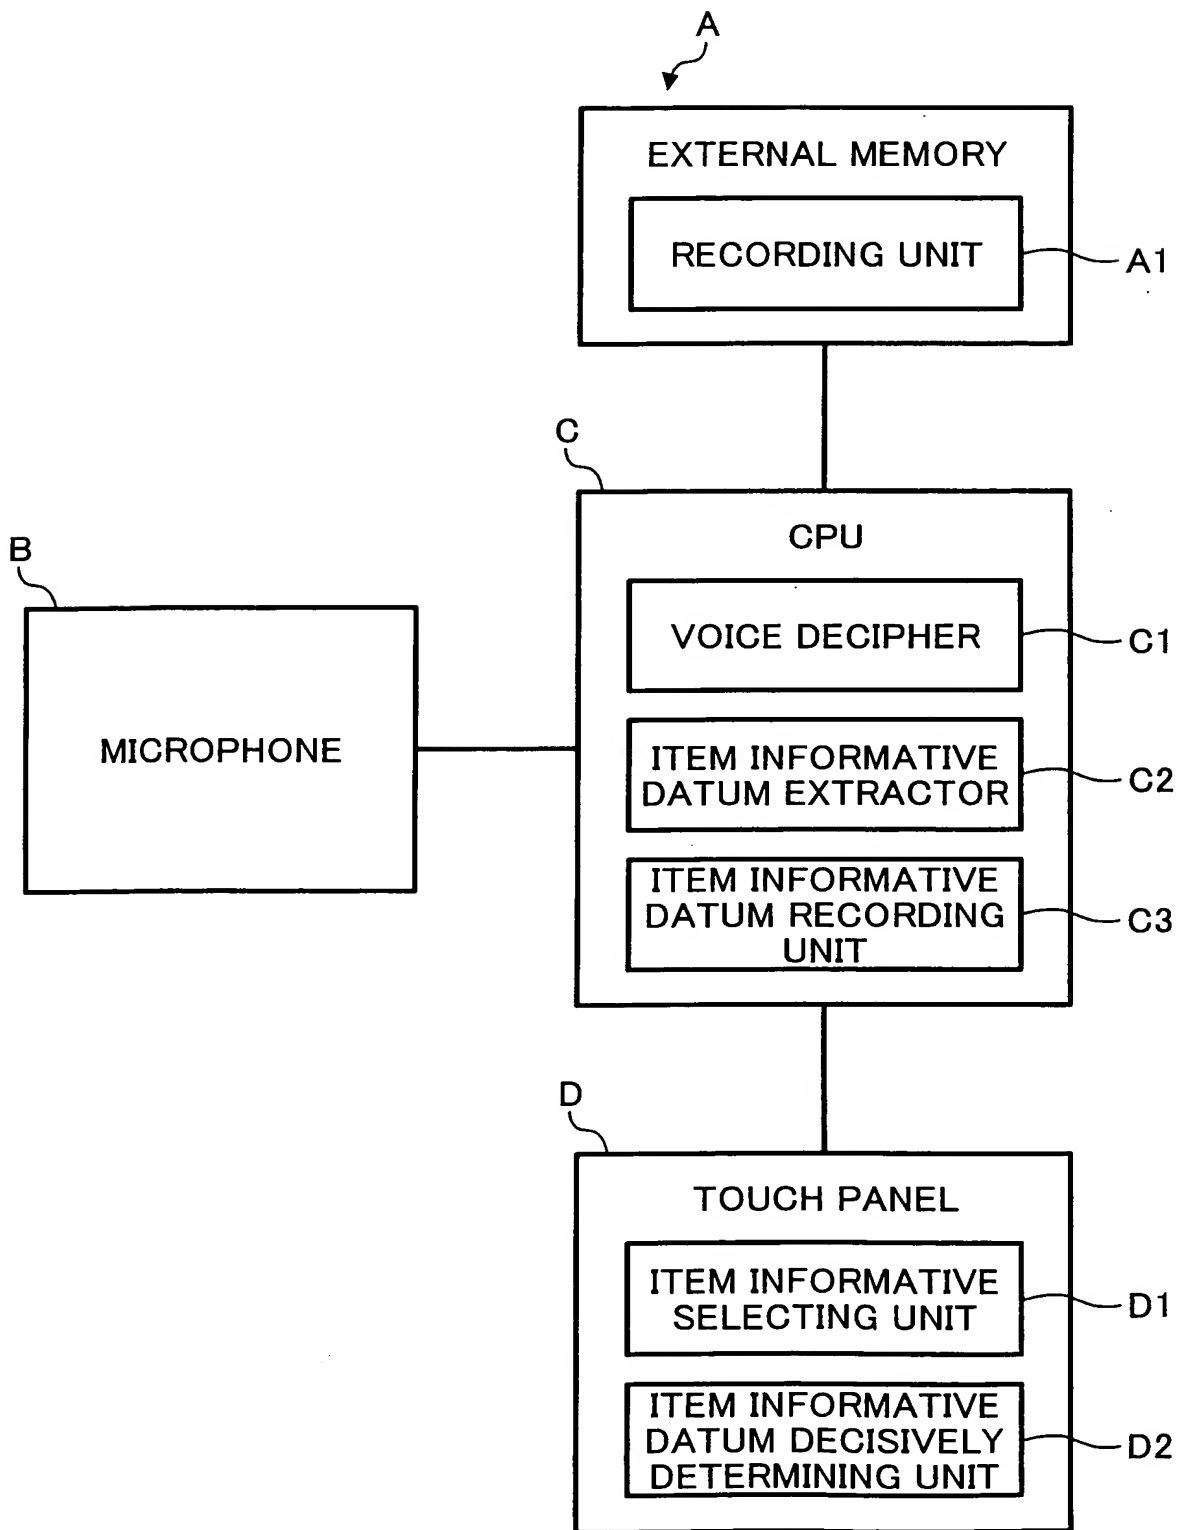 A
EXTERNAL MEMORY
RECORDING UNIT
A1
C
CPU
B
VOICE DECIPHER
C1
MICROPHONE
ITEM INFORMATIVE
DATUM EXTRACTOR
C2
ITEM INFORMATIVE
DATUM RECORDING
UNIT
C3
D
TOUCH PANEL
ITEM INFORMATIVE
SELECTING UNIT
D1
ITEM INFORMATIVE
DATUM DECISIVELY
DETERMINING UNIT
D2